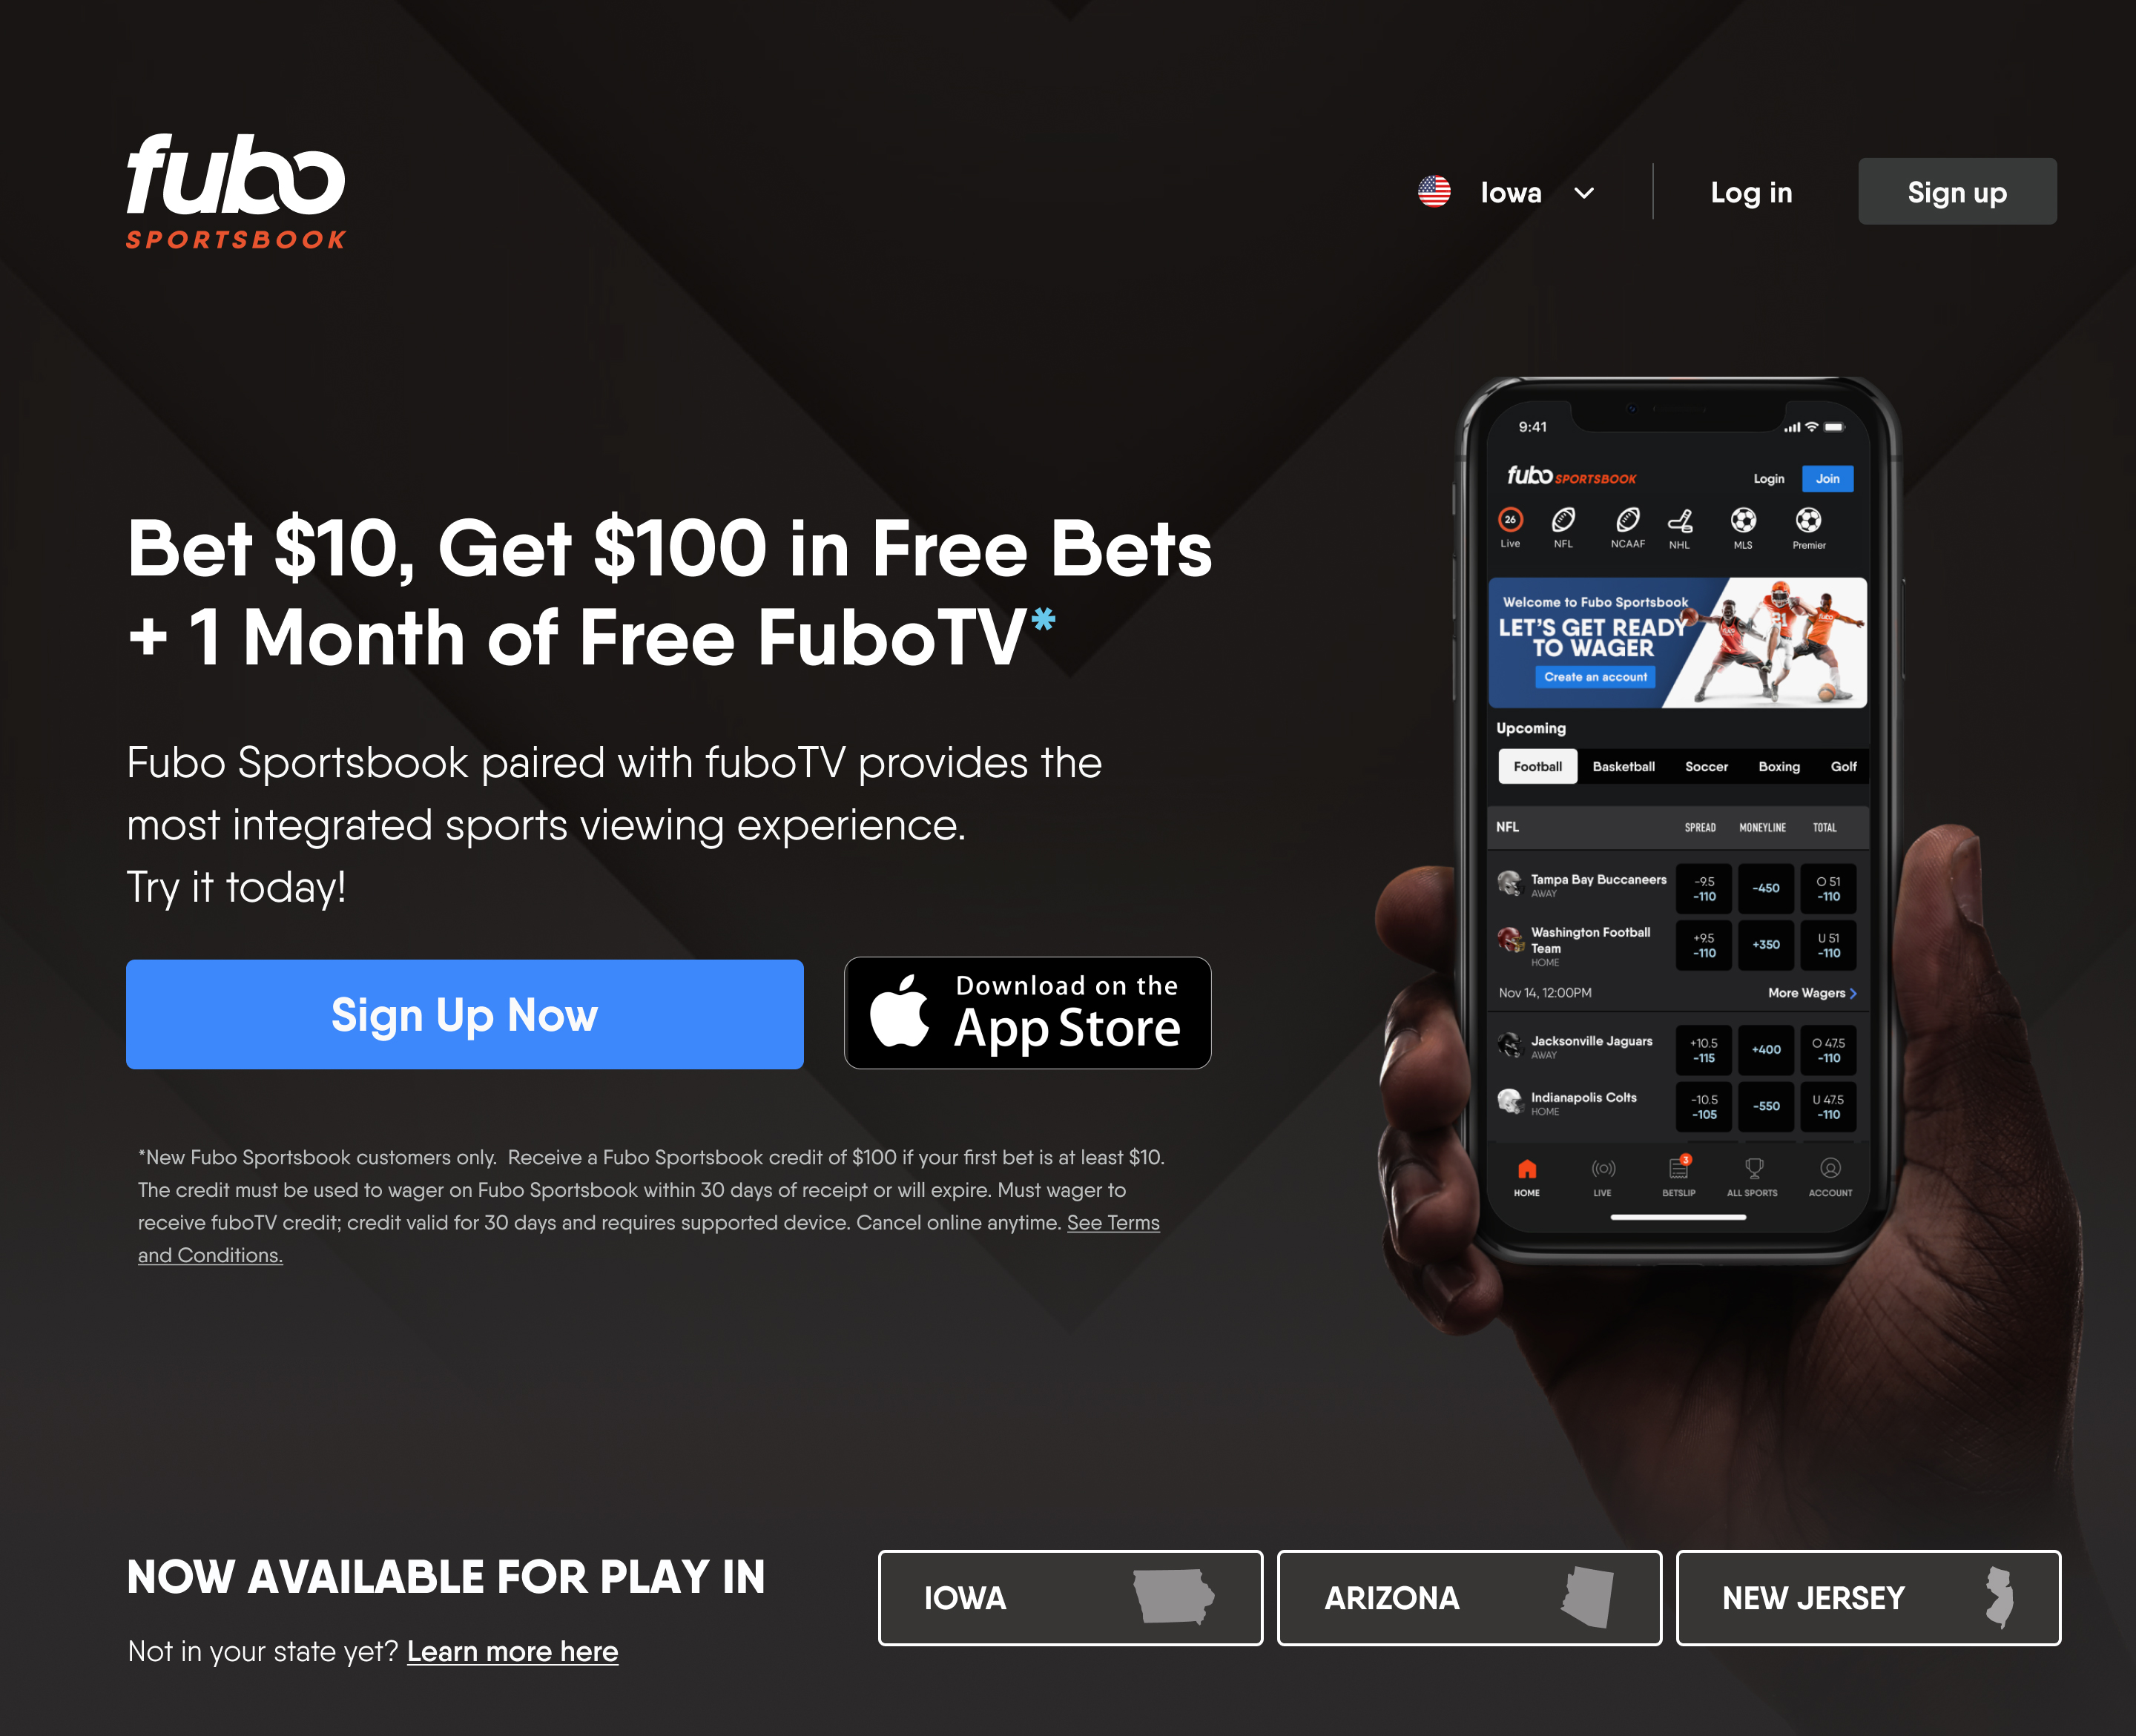 fubo
SPORTSBOOK
Iowa
Log in
Sign up
Bet $10, Get $100 in Free Bets
+ 1 Month of Free FuboTV*
Fubo Sportsbook paired with fuboTV provides the
most integrated sports viewing experience.
Try it today!
Sign Up Now
Download on the
App Store
*New Fubo Sportsbook customers only. Receive a Fubo Sportsbook credit of $100 if your first bet is at least $10.
The credit must be used to wager on Fubo Sportsbook within 30 days of receipt or will expire. Must wager to
receive fuboTV credit; credit valid for 30 days and requires supported device. Cancel online anytime. See Terms
and Conditions.
9:41
fubo SPORTSBOOK
Login
Join
26
Live
NFL
NCAAF
NHL
MLS
Premier
Welcome to Fubo Sportsbook
LET'S GET READY
TO WAGER
Create an account
21
Upcoming
Football
Basketball
Soccer
Boxing
Golf
NFL
SPREAD
MONEYLINE
TOTAL
Tampa Bay Buccaneers
AWAY
-9.5
-110
-450
O 51
-110
Washington Football
Team
HOME
+9.5
-110
+350
U 51
-110
Nov 14, 12:00PM
More Wagers
Jacksonville Jaguars
AWAY
+10.5
-115
+400
O 47.5
-110
Indianapolis Colts
HOME
-10.5
-105
-550
U 47.5
-110
3
HOME
LIVE
BETSLIP
ALL SPORTS
ACCOUNT
NOW AVAILABLE FOR PLAY IN
Not in your state yet? Learn more here
IOWA
ARIZONA
NEW JERSEY